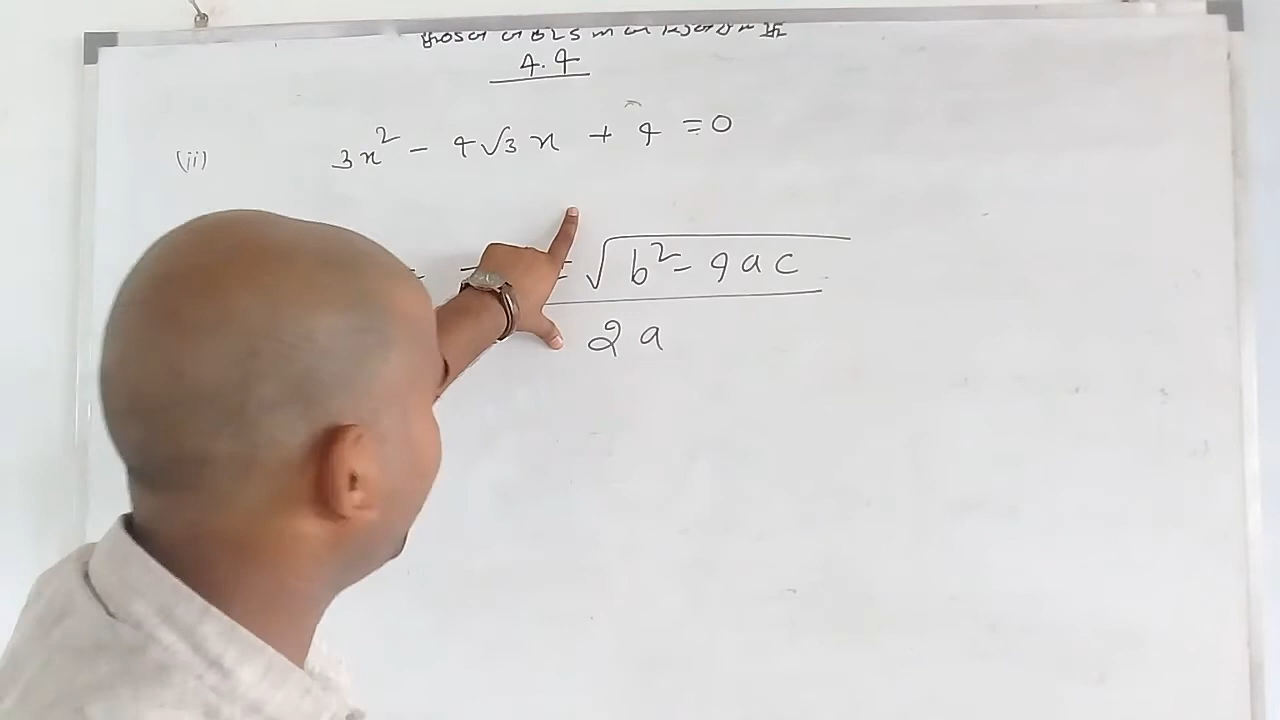 4.4
(ii) 3x² - 4√3 x + 4 = 0
= - ± √b² - 4ac
2a